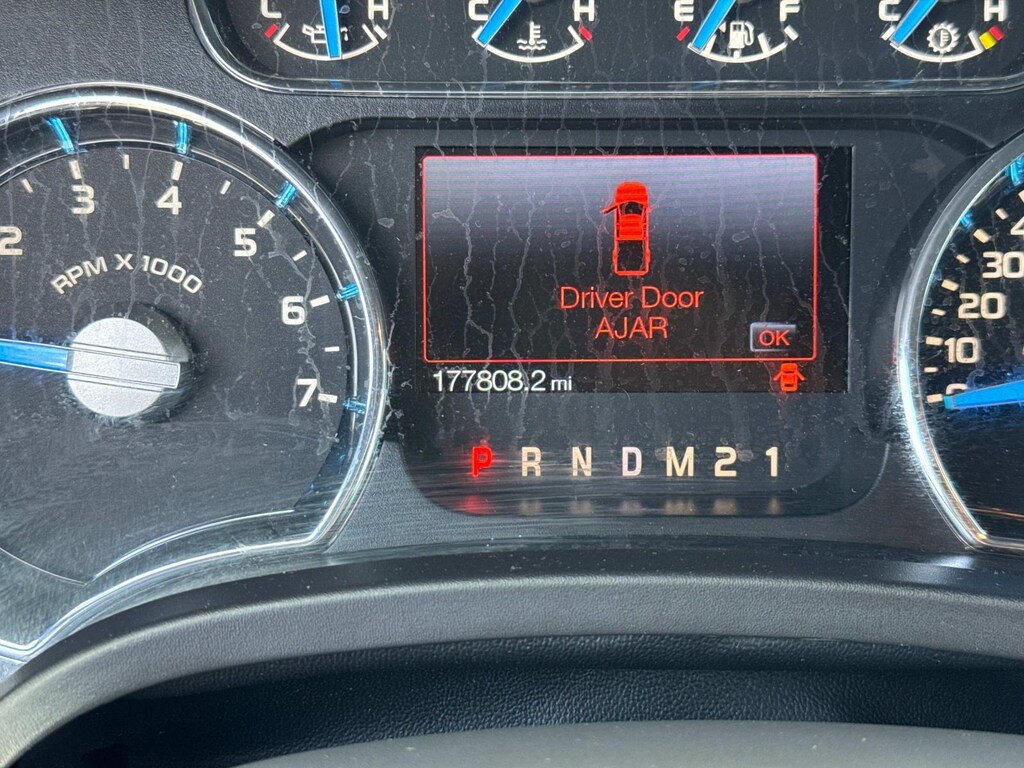 L H
C H
E F
C H
2 3 4 5 6 7
RPM X 1000
Driver Door
AJAR
OK
177808.2 mi
P R N D M 2 1
30
20
10